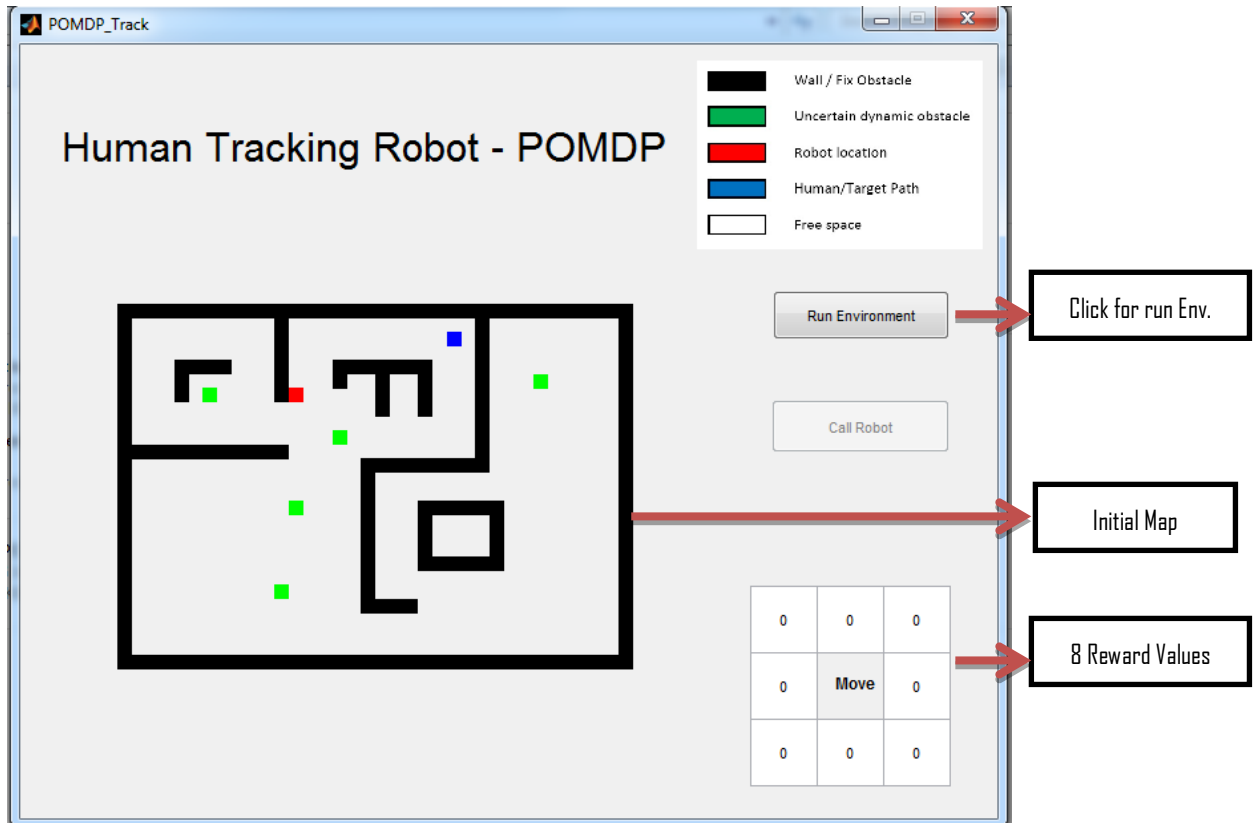 POMDP_Track
Human Tracking Robot - POMDP
Wall / Fix Obstacle
Uncertain dynamic obstacle
Robot location
Human/Target Path
Free space
Run Environment
Click for run Env.
Call Robot
Initial Map
0 0 0
0 Move 0
0 0 0
8 Reward Values